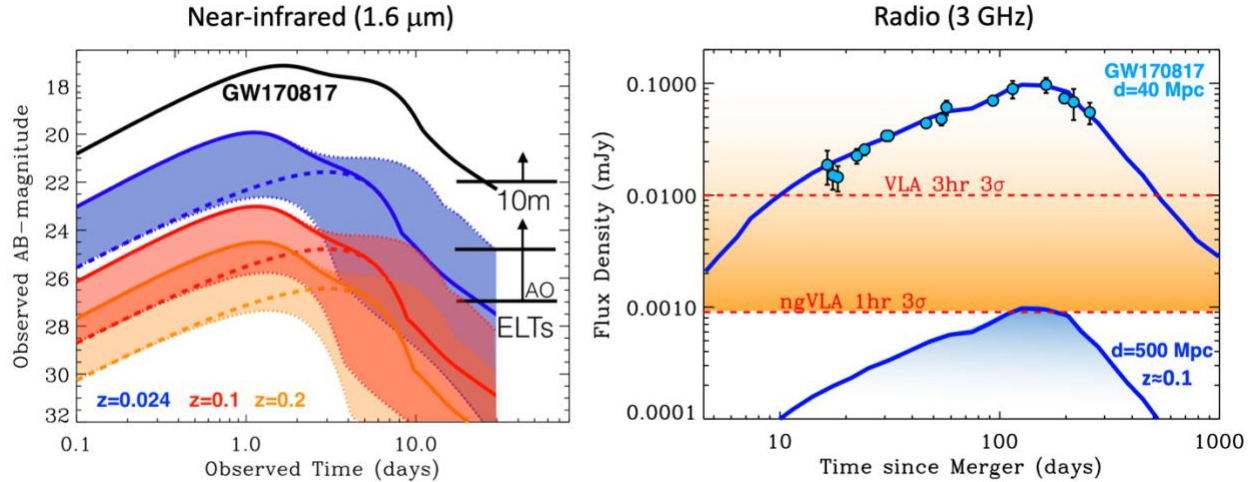 Near-infrared (1.6 μm)
Radio (3 GHz)
Observed AB-magnitude
18
20
22
24
26
28
30
32
GW170817
10m
AO
ELTs
z=0.024 z=0.1 z=0.2
0.1 1.0 10.0
Observed Time (days)
Flux Density (mJy)
0.1000
0.0100
0.0010
0.0001
GW170817
d=40 Mpc
VLA 3hr 3σ
ngVLA 1hr 3σ
d=500 Mpc
z≈0.1
10 100 1000
Time since Merger (days)